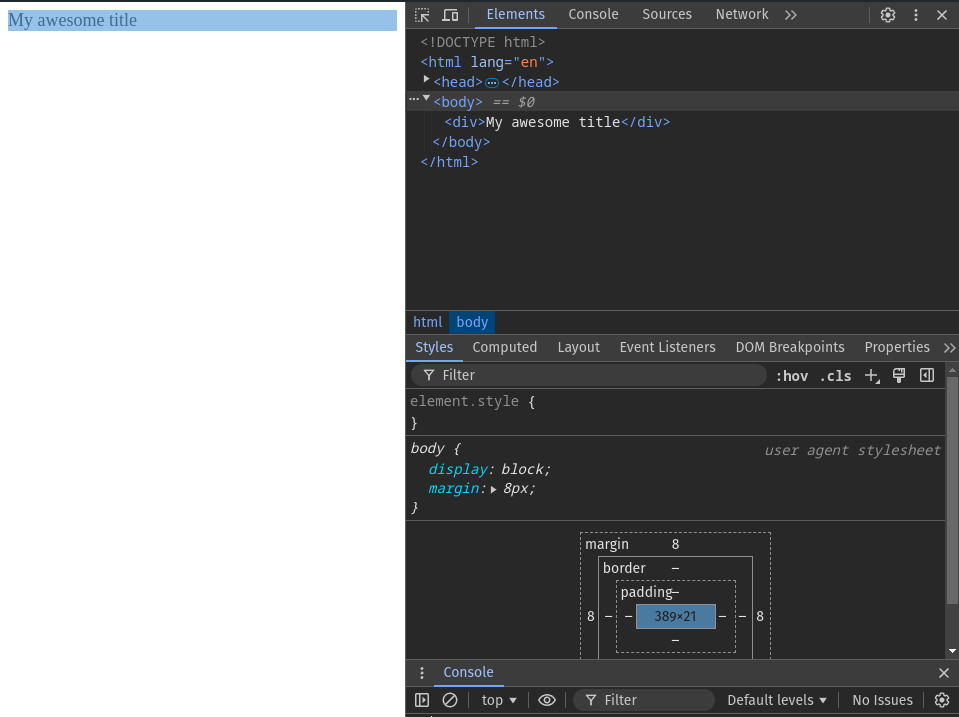 My awesome title
Elements Console Sources Network
<!DOCTYPE html>
<html lang="en">
<head>…</head>
<body> == $0
<div>My awesome title</div>
</body>
</html>
html body
Styles Computed Layout Event Listeners DOM Breakpoints Properties
Filter :hov .cls
element.style {
}
body { user agent stylesheet
display: block;
margin: 8px;
}
margin 8
border –
padding –
8 – – 389×21 – – 8
–
Console
top Filter Default levels No Issues